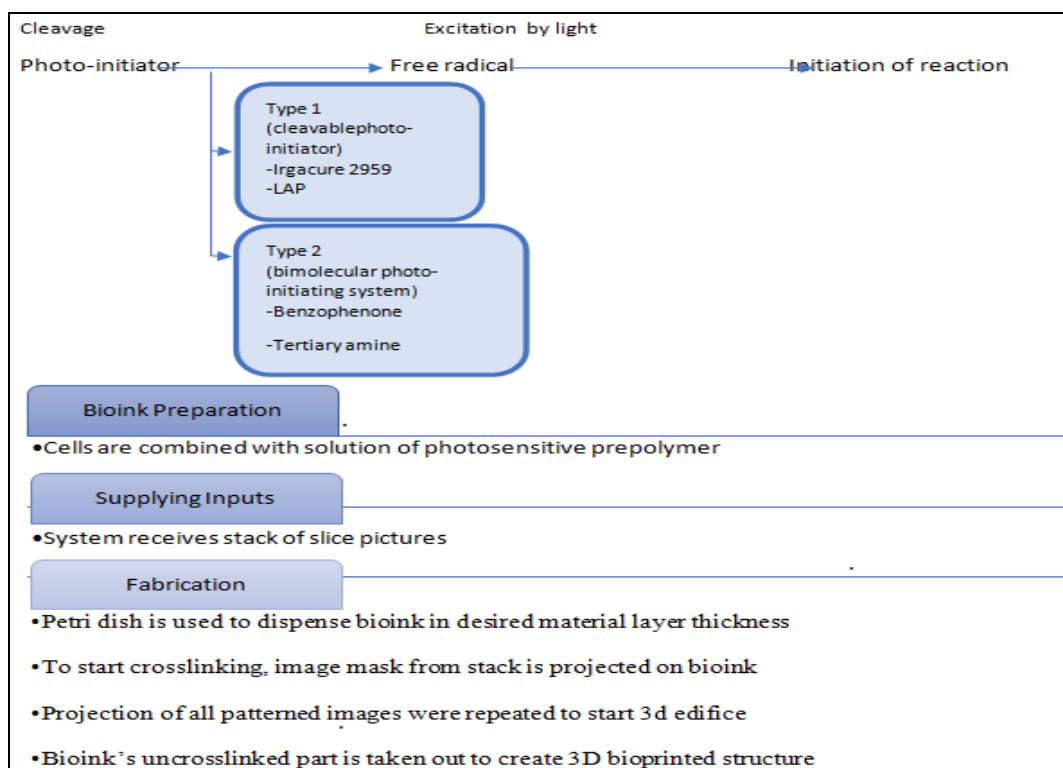 Cleavage Excitation by light
Photo-initiator Free radical Initiation of reaction
Type 1
(cleavablephoto-
initiator)
-Irgacure 2959
-LAP
Type 2
(bimolecular photo-
initiating system)
-Benzophenone
-Tertiary amine
Bioink Preparation
.
•Cells are combined with solution of photosensitive prepolymer
Supplying Inputs
•System receives stack of slice pictures
.
Fabrication
•Petri dish is used to dispense bioink in desired material layer thickness
•To start crosslinking, image mask from stack is projected on bioink
•Projection of all patterned images were repeated to start 3d edifice
•Bioink's uncrosslinked part is taken out to create 3D bioprinted structure